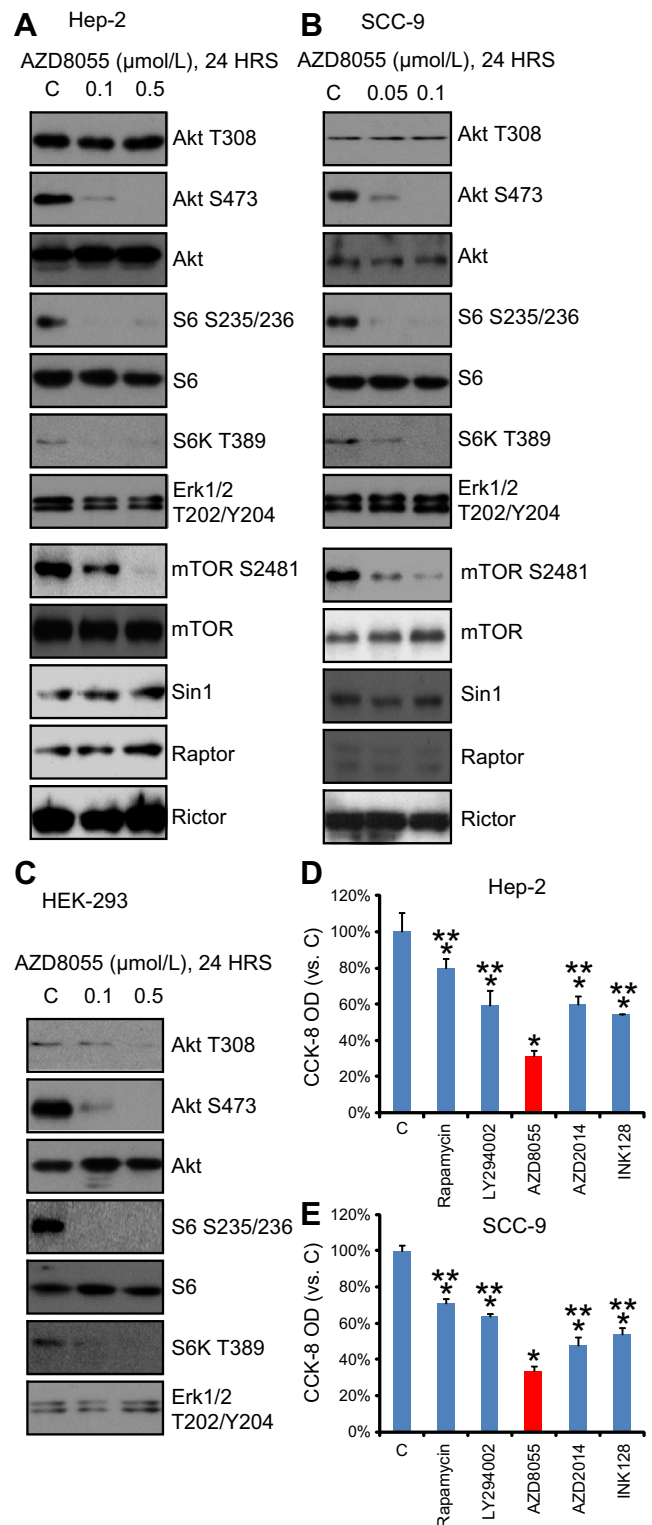 A Hep-2
AZD8055 (µmol/L), 24 HRS
C 0.1 0.5
Akt T308
Akt S473
Akt
S6 S235/236
S6
S6K T389
Erk1/2
T202/Y204
mTOR S2481
mTOR
Sin1
Raptor
Rictor
B SCC-9
AZD8055 (µmol/L), 24 HRS
C 0.05 0.1
Akt T308
Akt S473
Akt
S6 S235/236
S6
S6K T389
Erk1/2
T202/Y204
mTOR S2481
mTOR
Sin1
Raptor
Rictor
C
HEK-293
AZD8055 (µmol/L), 24 HRS
C 0.1 0.5
Akt T308
Akt S473
Akt
S6 S235/236
S6
S6K T389
Erk1/2
T202/Y204
D
Hep-2
CCK-8 OD (vs. C)
120%
100%
80%
60%
40%
20%
0%
**
*
**
*
*
**
*
**
*
C
Rapamycin
LY294002
AZD8055
AZD2014
INK128
E
SCC-9
CCK-8 OD (vs. C)
120%
100%
80%
60%
40%
20%
0%
**
*
**
*
*
**
*
**
*
C
Rapamycin
LY294002
AZD8055
AZD2014
INK128